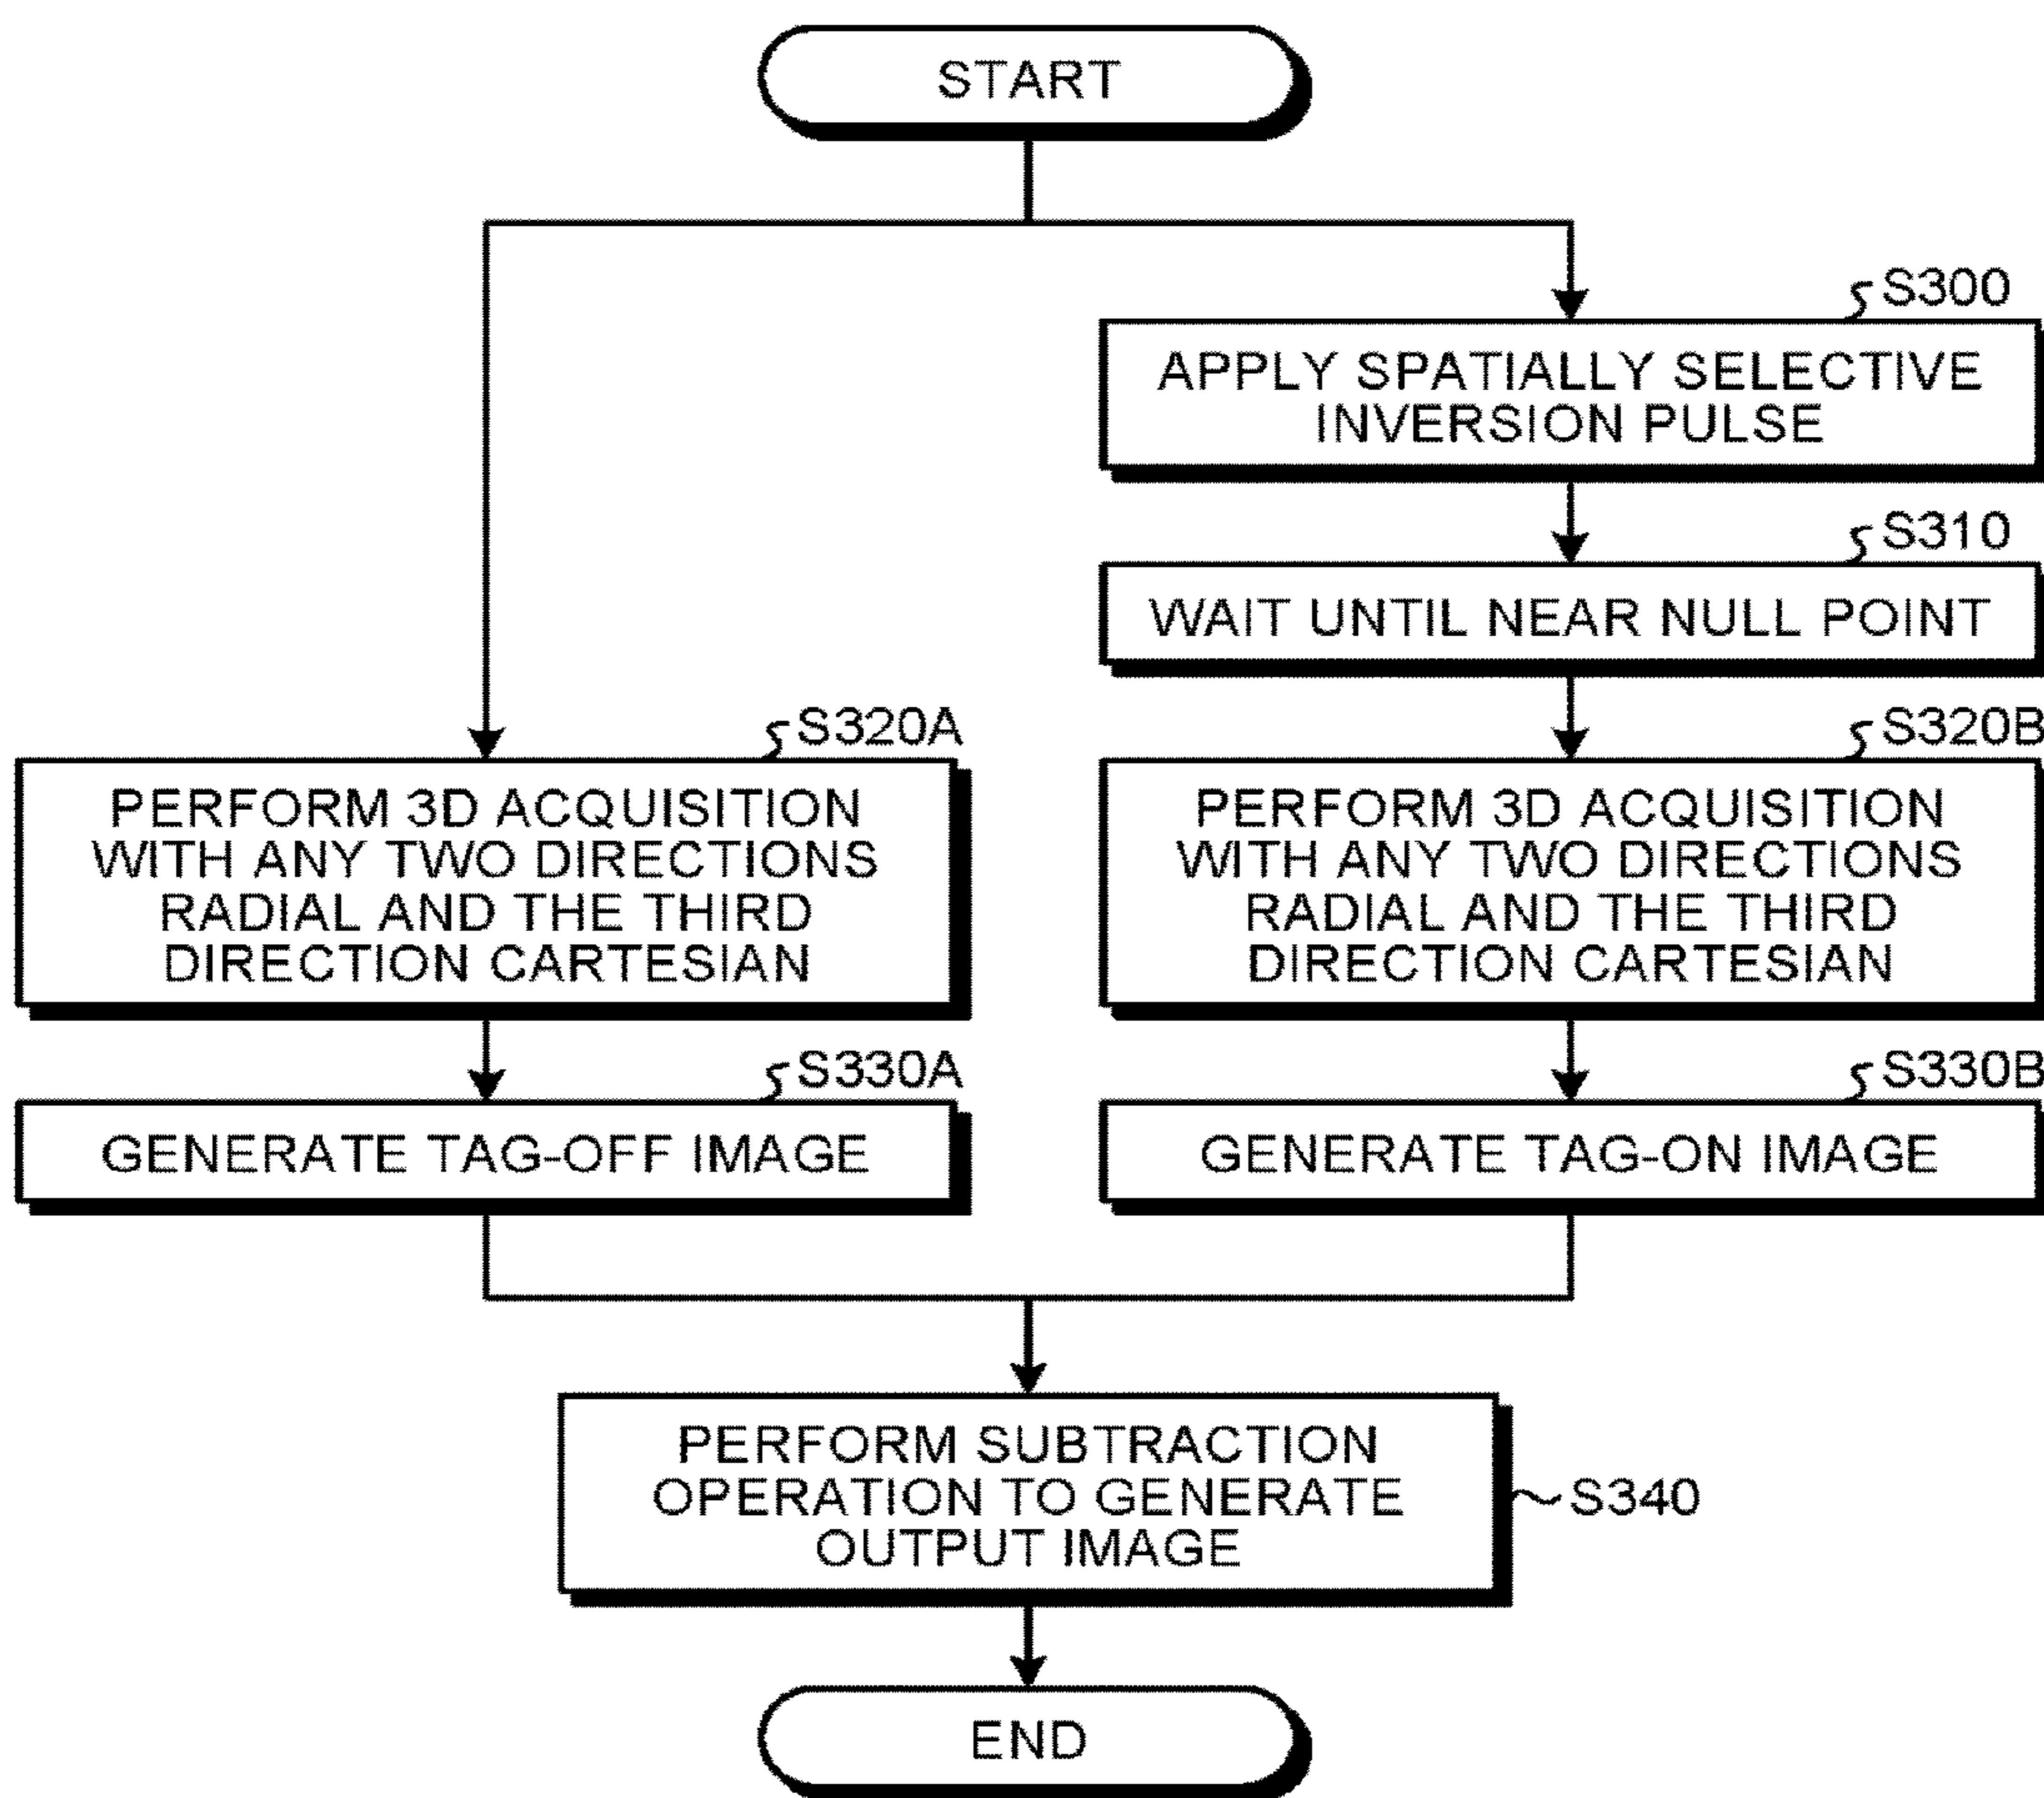 START
S300
APPLY SPATIALLY SELECTIVE
INVERSION PULSE
S310
WAIT UNTIL NEAR NULL POINT
S320A
PERFORM 3D ACQUISITION
WITH ANY TWO DIRECTIONS
RADIAL AND THE THIRD
DIRECTION CARTESIAN
S320B
PERFORM 3D ACQUISITION
WITH ANY TWO DIRECTIONS
RADIAL AND THE THIRD
DIRECTION CARTESIAN
S330A
GENERATE TAG-OFF IMAGE
S330B
GENERATE TAG-ON IMAGE
PERFORM SUBTRACTION
OPERATION TO GENERATE
OUTPUT IMAGE
S340
END